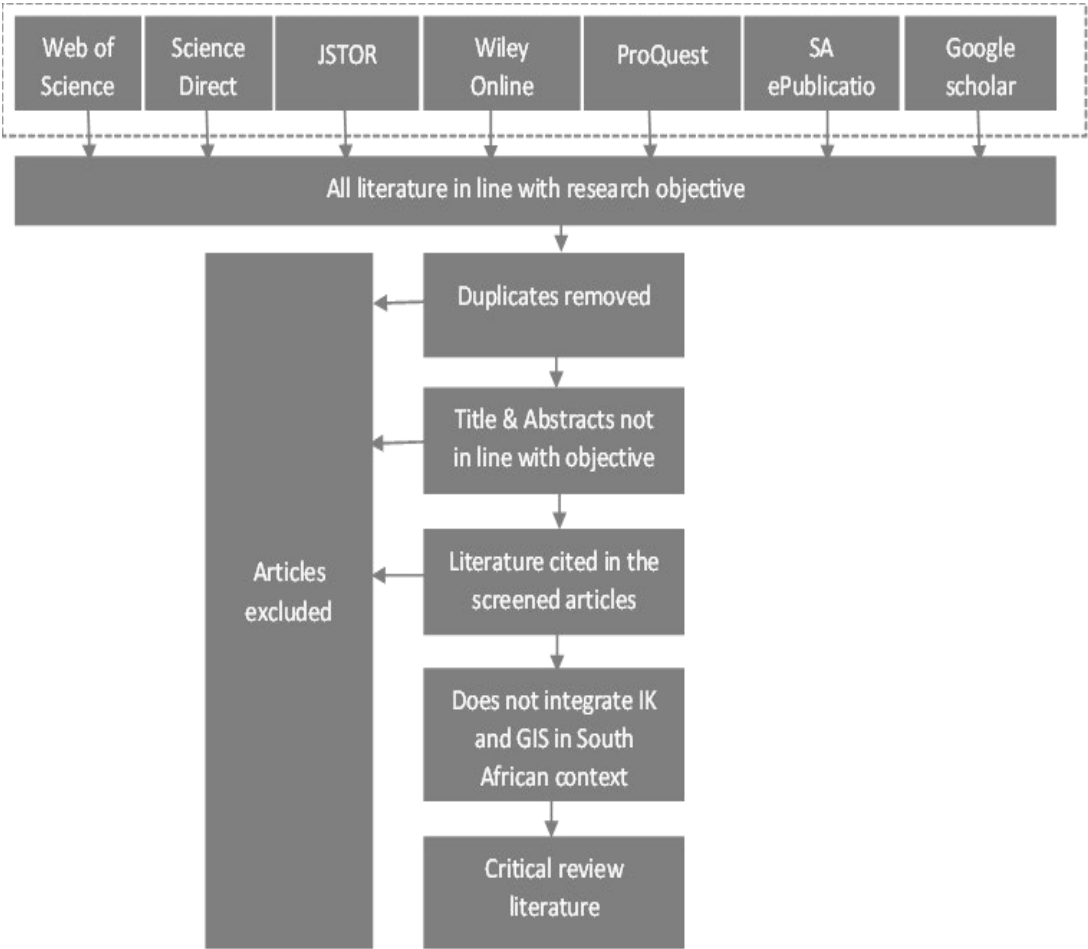 Web of
Science
Science
Direct
JSTOR
Wiley
Online
ProQuest
SA
ePublicatio
Google
scholar
All literature in line with research objective
Duplicates removed
Title & Abstracts not
in line with objective
Literature cited in the
screened articles
Articles
excluded
Does not integrate IK
and GIS in South
African context
Critical review
literature